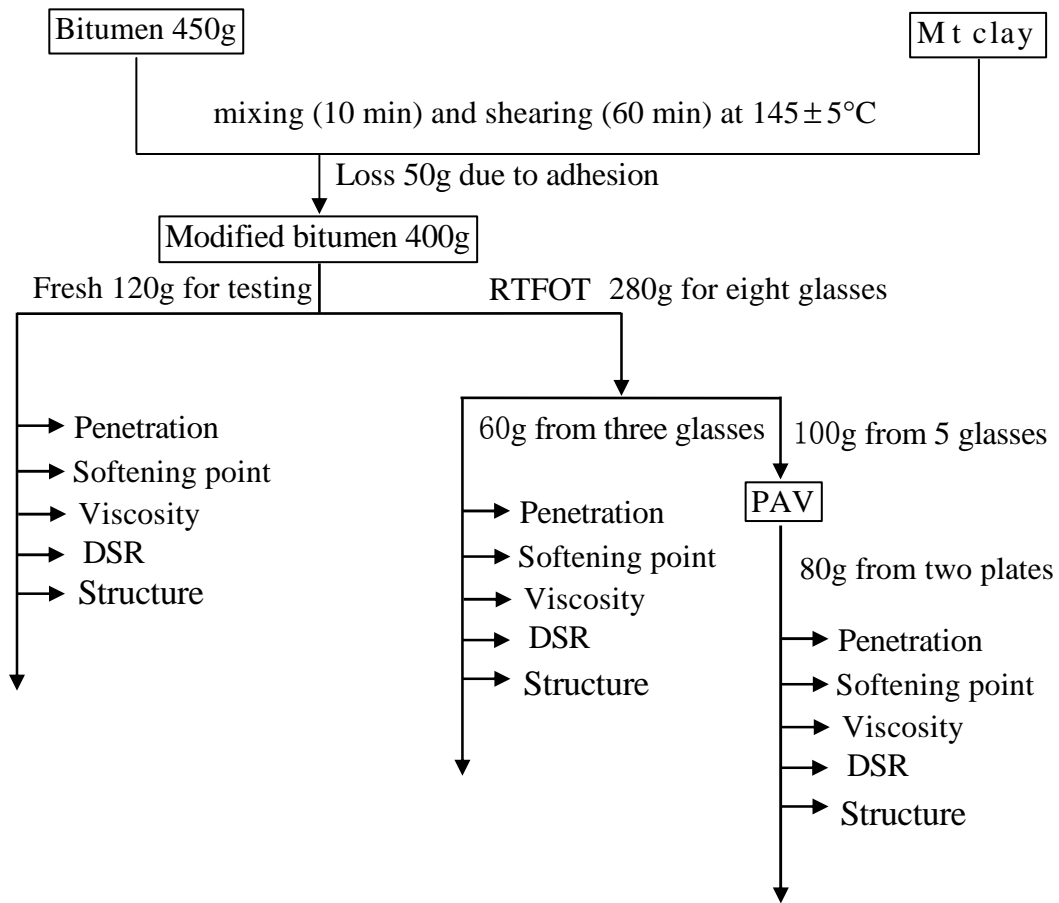 Bitumen 450g
Mt clay
mixing (10 min) and shearing (60 min) at 145±5°C
Loss 50g due to adhesion
Modified bitumen 400g
Fresh 120g for testing
RTFOT 280g for eight glasses
Penetration
Softening point
Viscosity
DSR
Structure
60g from three glasses
Penetration
Softening point
Viscosity
DSR
Structure
100g from 5 glasses
PAV
80g from two plates
Penetration
Softening point
Viscosity
DSR
Structure